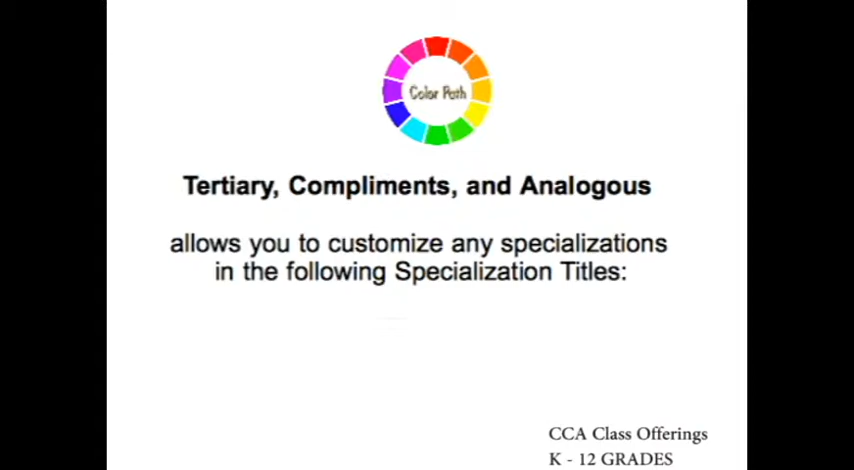 Color Path
Tertiary, Compliments, and Analogous
allows you to customize any specializations
in the following Specialization Titles:
CCA Class Offerings
K - 12 GRADES